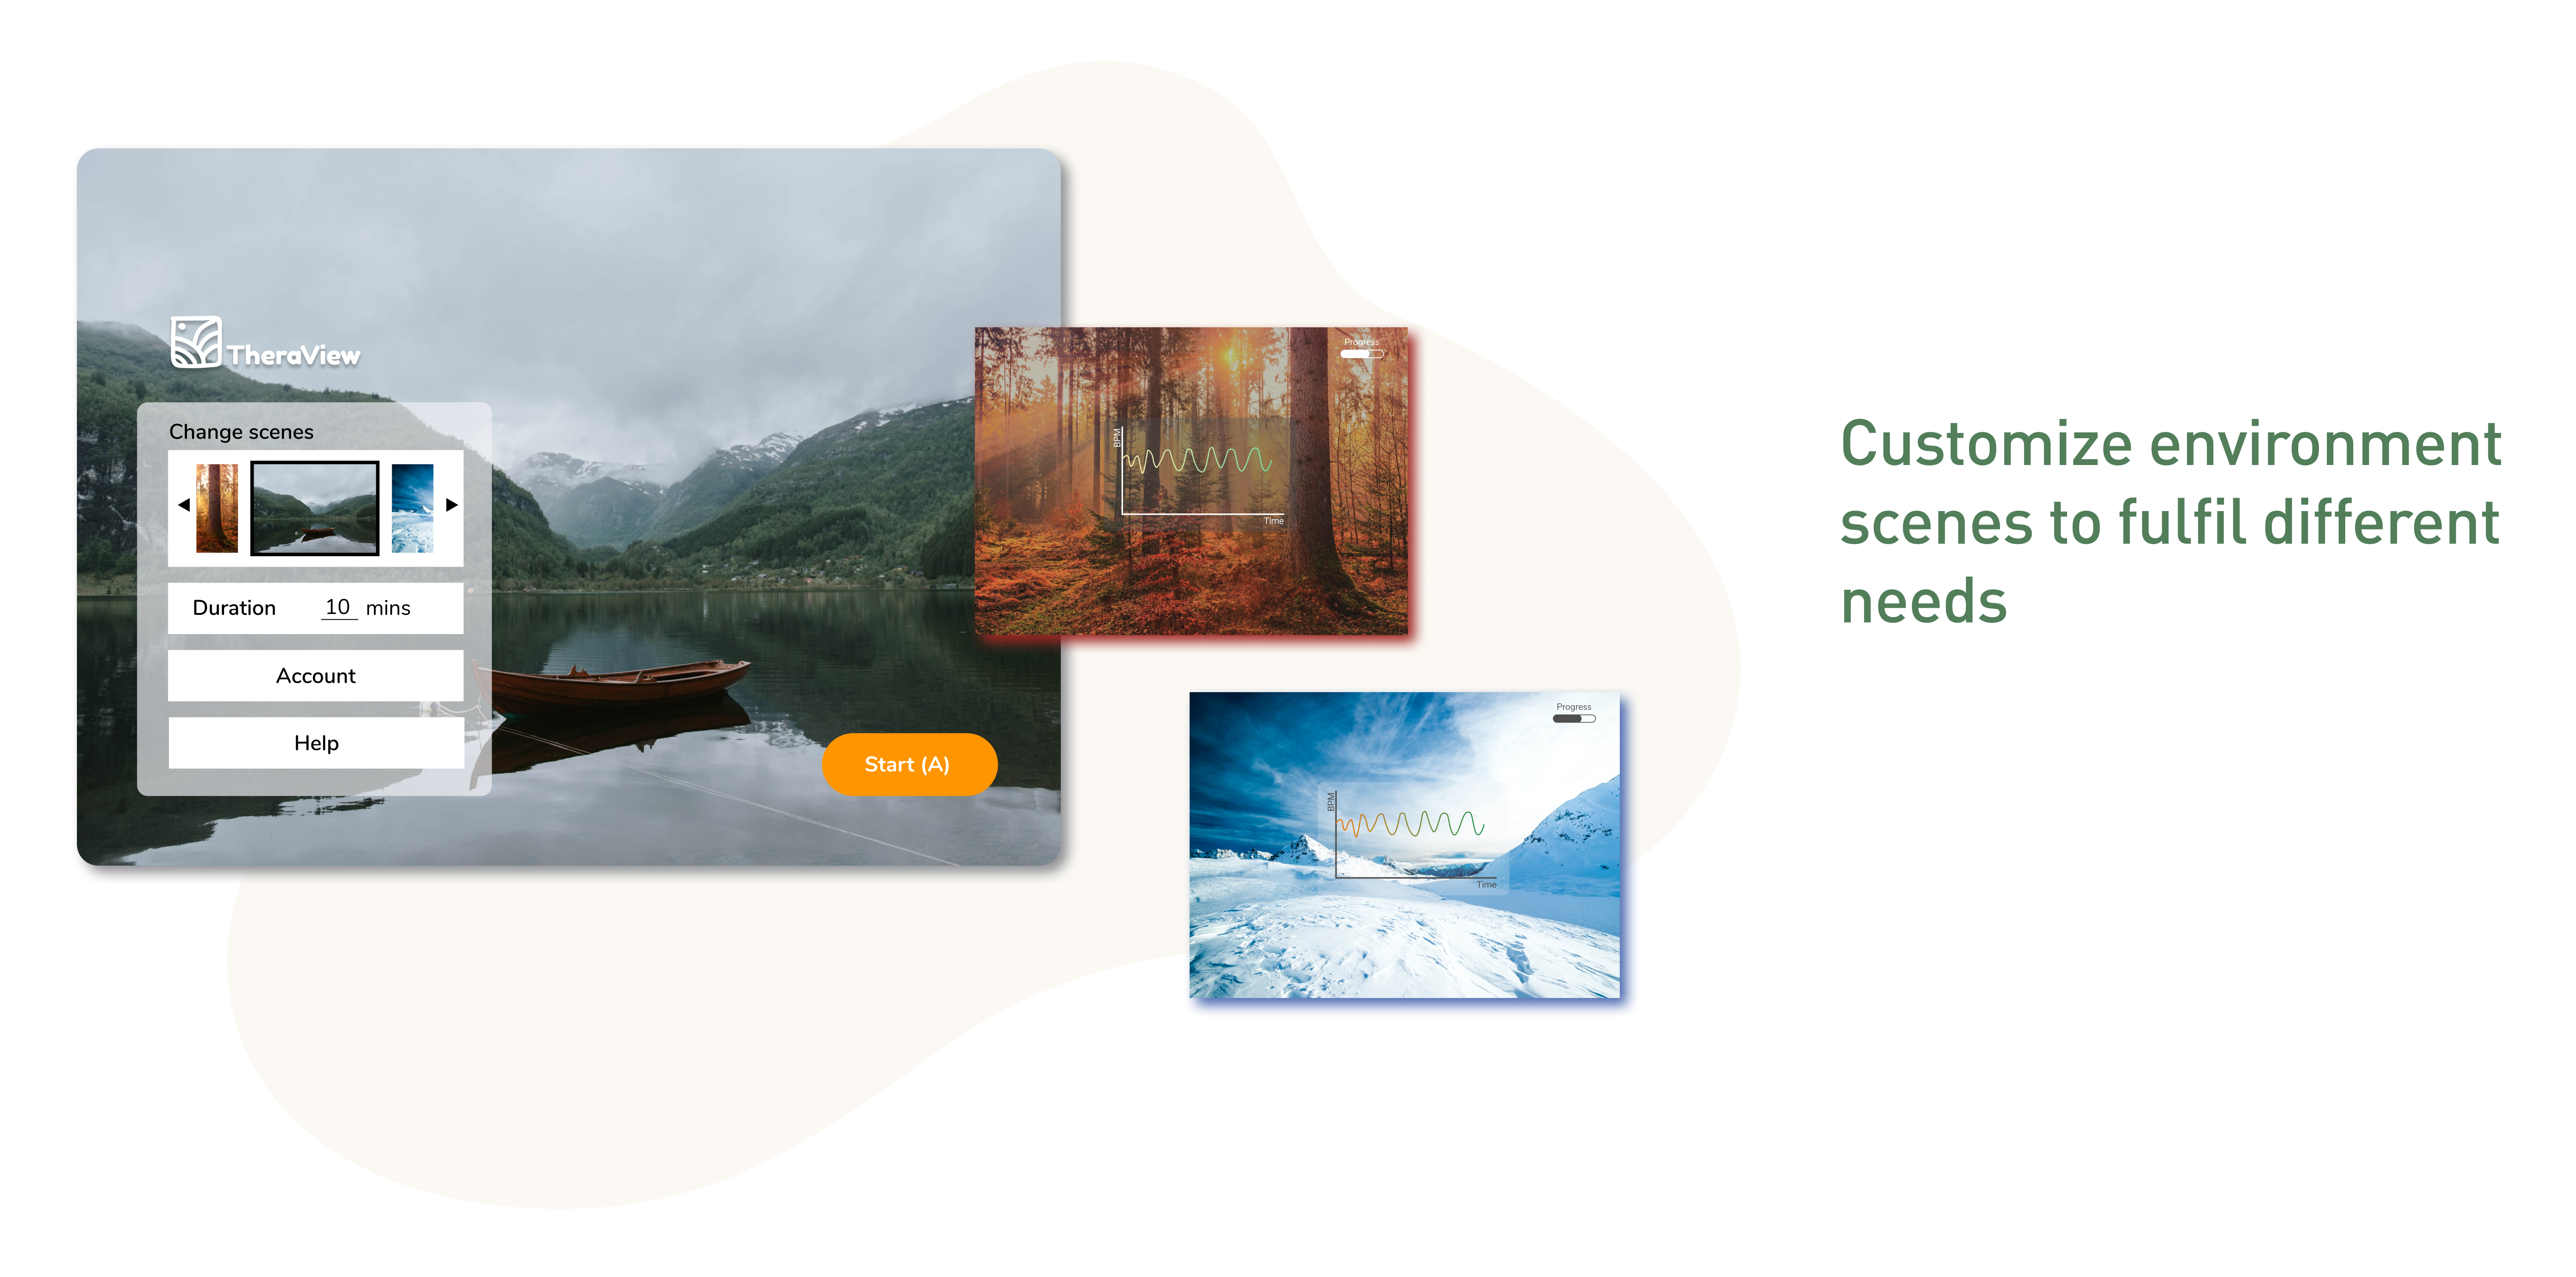 TheraView
Change scenes
Duration 10 mins
Account
Help
Start (A)
Progress
BPM
Time
Progress
BPM
Time
Customize environment
scenes to fulfil different
needs